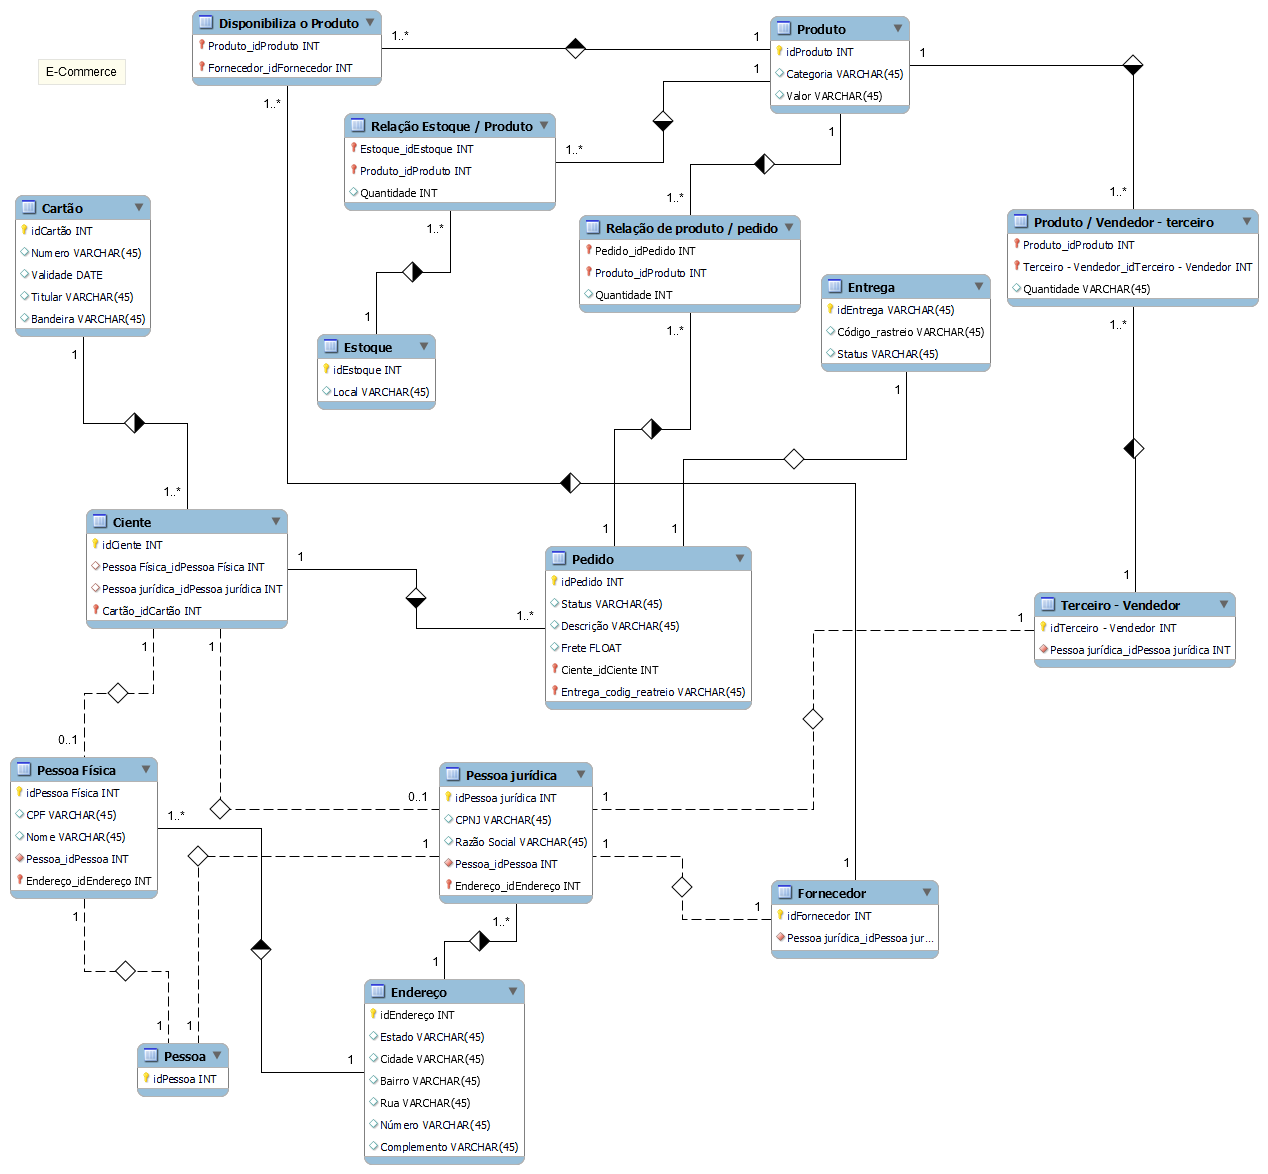 E-Commerce
Disponibiliza o Produto
Produto_idProduto INT
Fornecedor_idFornecedor INT
1..*
1
1..*
Produto
idProduto INT
Categoria VARCHAR(45)
Valor VARCHAR(45)
1
1
1
Relação Estoque / Produto
Estoque_idEstoque INT
Produto_idProduto INT
Quantidade INT
1..*
1..*
1
Cartão
idCartão INT
Numero VARCHAR(45)
Validade DATE
Titular VARCHAR(45)
Bandeira VARCHAR(45)
1
1..*
Estoque
idEstoque INT
Local VARCHAR(45)
1..*
Relação de produto / pedido
Pedido_idPedido INT
Produto_idProduto INT
Quantidade INT
1..*
1
Entrega
idEntrega VARCHAR(45)
Código_rastreio VARCHAR(45)
Status VARCHAR(45)
1
1
1..*
Produto / Vendedor - terceiro
Produto_idProduto INT
Terceiro - Vendedor_idTerceiro - Vendedor INT
Quantidade VARCHAR(45)
1..*
1
Ciente
idCiente INT
Pessoa Física_idPessoa Física INT
Pessoa jurídica_idPessoa jurídica INT
Cartão_idCartão INT
1
1..*
1
1
Pedido
idPedido INT
Status VARCHAR(45)
Descrição VARCHAR(45)
Frete FLOAT
Ciente_idCiente INT
Entrega_codig_reatreio VARCHAR(45)
Terceiro - Vendedor
idTerceiro - Vendedor INT
Pessoa jurídica_idPessoa jurídica INT
1
0..1
Pessoa Física
idPessoa Física INT
CPF VARCHAR(45)
Nome VARCHAR(45)
Pessoa_idPessoa INT
Endereço_idEndereço INT
1..*
1
0..1
1
Pessoa jurídica
idPessoa jurídica INT
CPNJ VARCHAR(45)
Razão Social VARCHAR(45)
Pessoa_idPessoa INT
Endereço_idEndereço INT
1
1
1..*
1
1
1
Fornecedor
idFornecedor INT
Pessoa jurídica_idPessoa jur...
1
1
Pessoa
idPessoa INT
1
Endereço
idEndereço INT
Estado VARCHAR(45)
Cidade VARCHAR(45)
Bairro VARCHAR(45)
Rua VARCHAR(45)
Número VARCHAR(45)
Complemento VARCHAR(45)